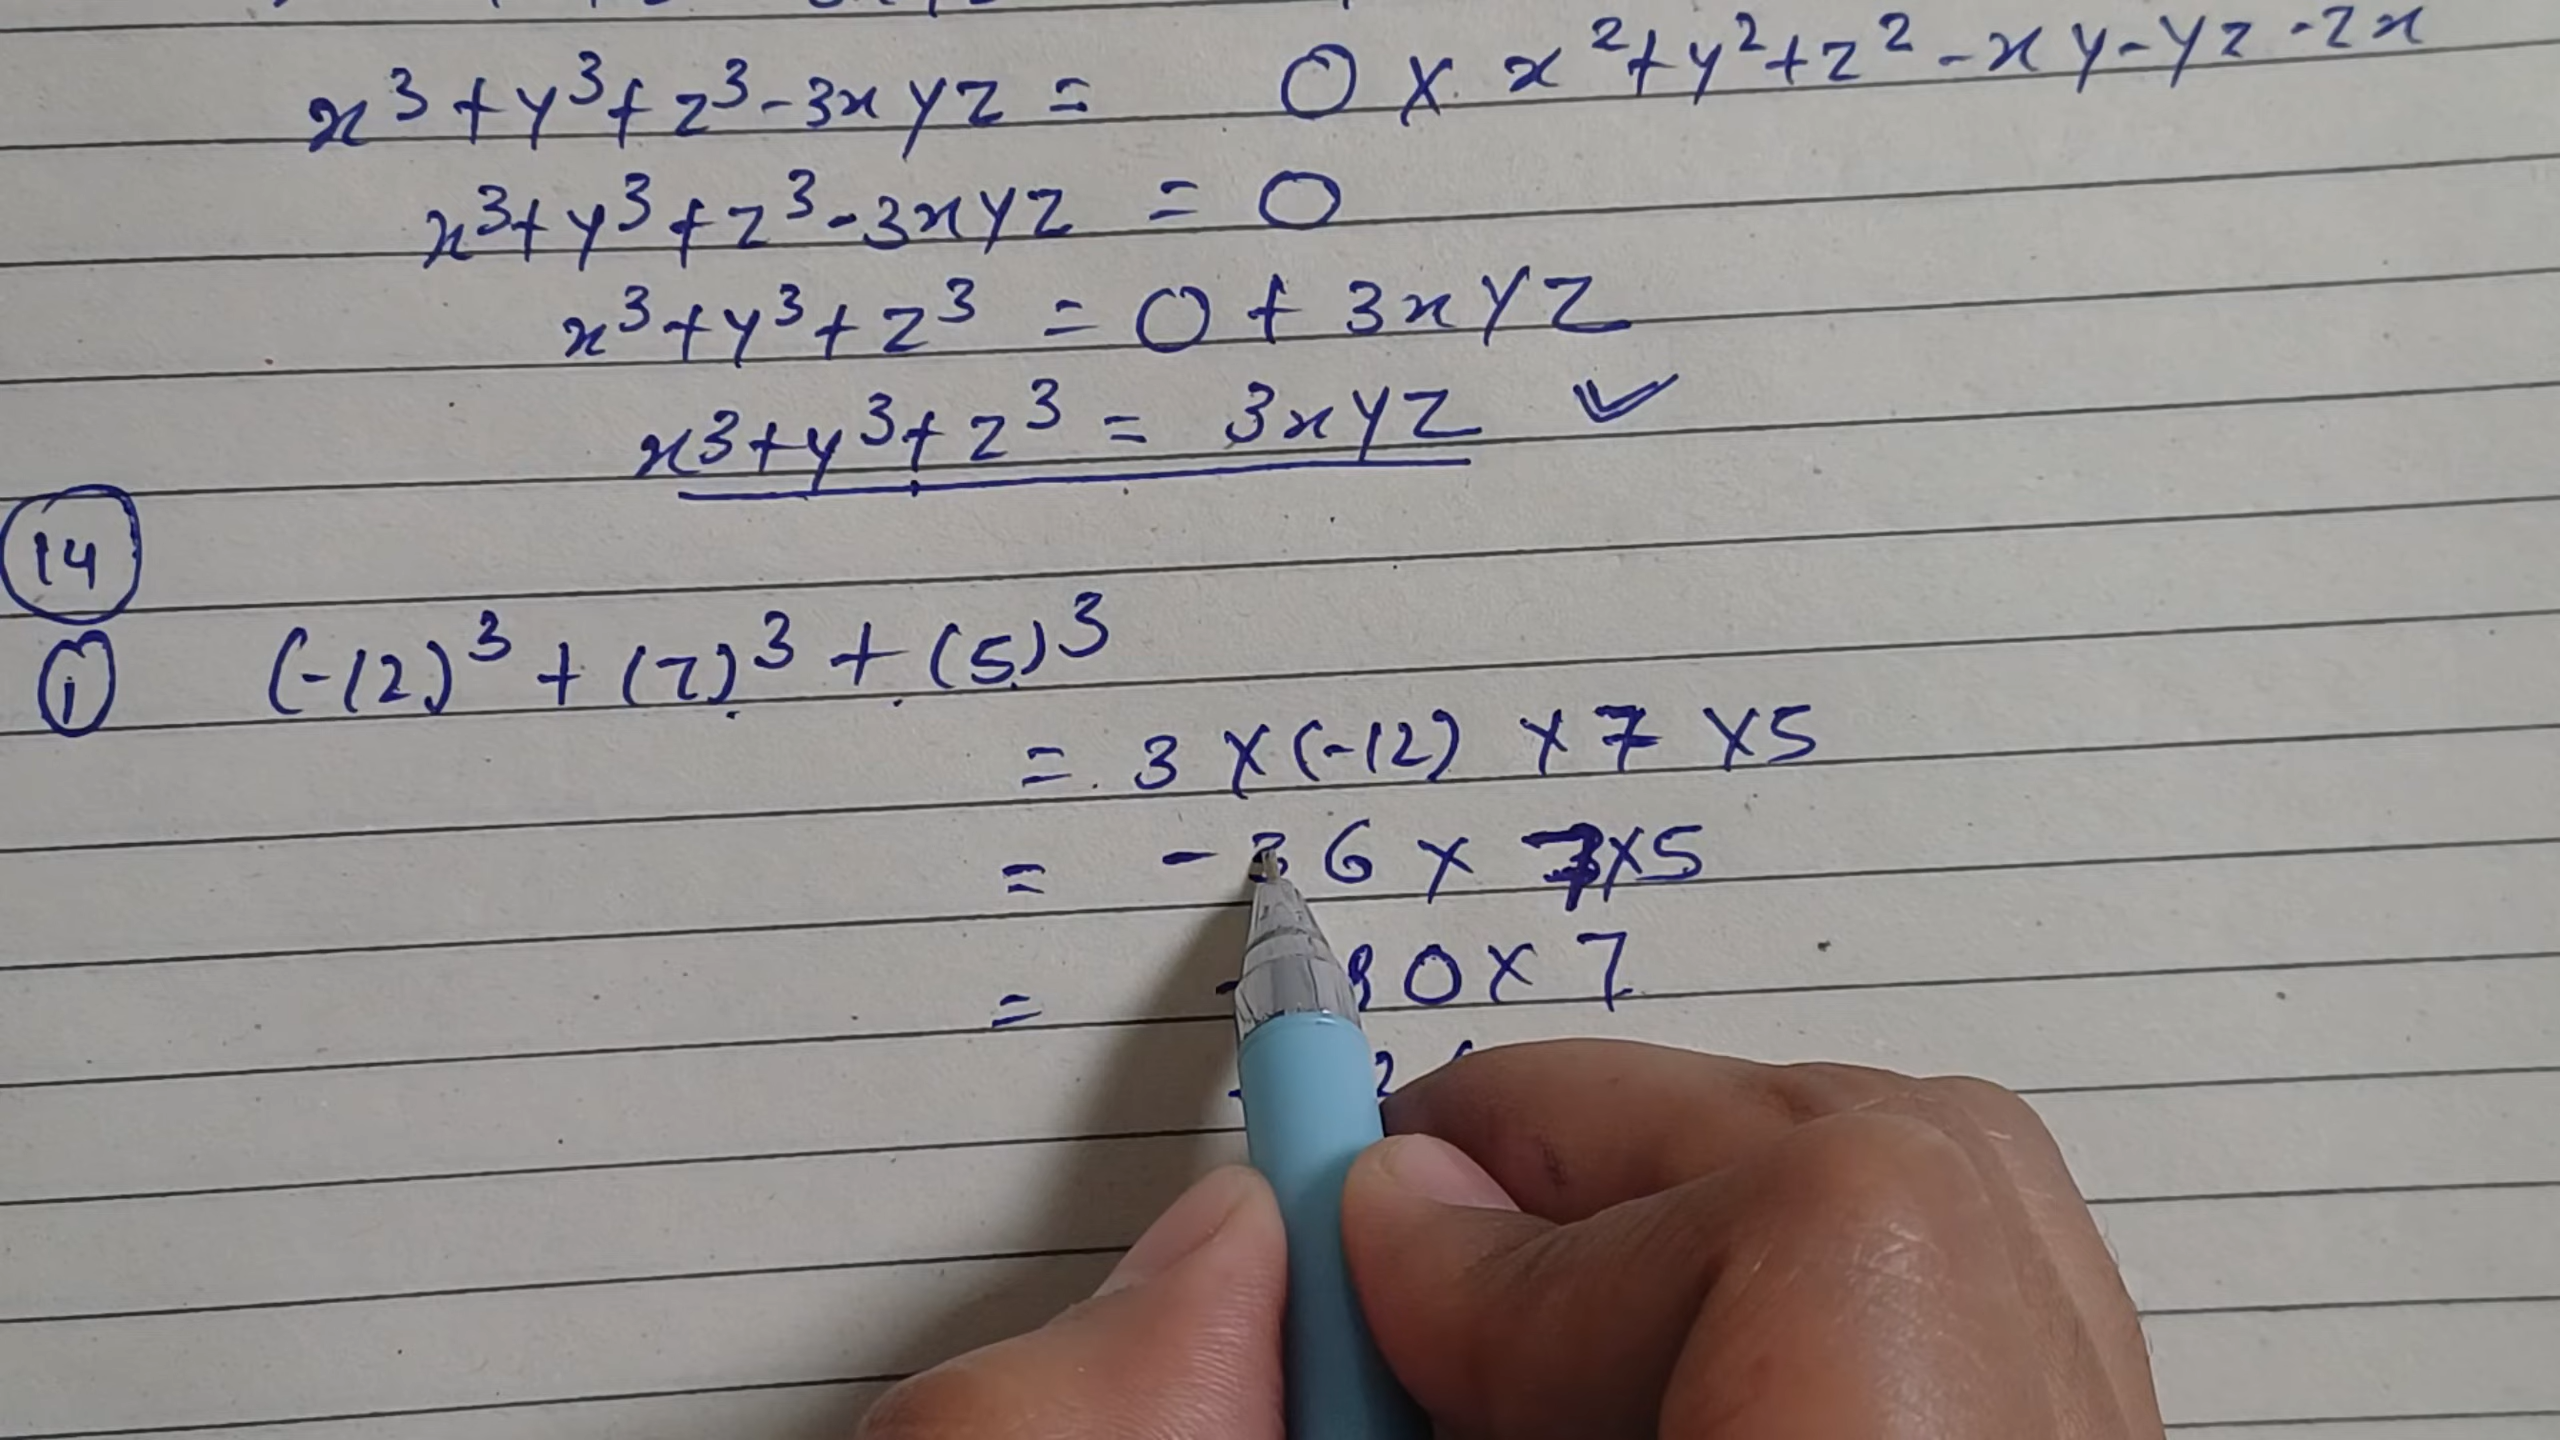 x³+y³+z³-3xyz = 0 × x²+y²+z²-xy-yz-zx
x³+y³+z³-3xyz = 0
x³+y³+z³ = 0 + 3xyz
x³+y³+z³ = 3xyz ✓
14
i (-12)³ + (7)³ + (5)³
= 3 × (-12) × 7 × 5
= -36 × 7 × 5
= 80 × 7
2